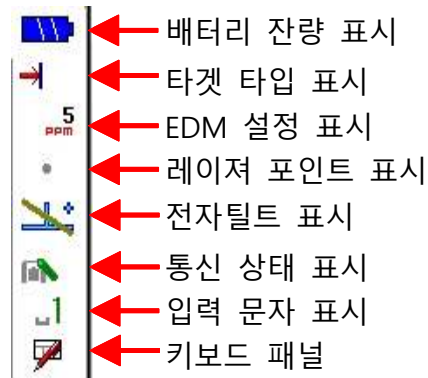 배터리 잔량 표시
타겟 타입 표시
5
ppm
EDM 설정 표시
레이져 포인트 표시
전자틸트 표시
통신 상태 표시
1
입력 문자 표시
키보드 패널